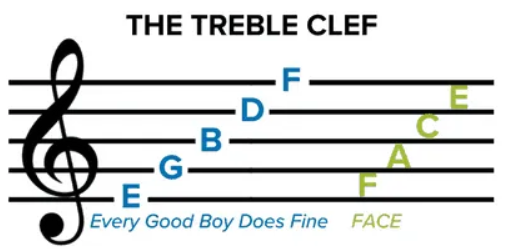 THE TREBLE CLEF
F
E
D
C
B
A
G
F
E
Every Good Boy Does Fine FACE